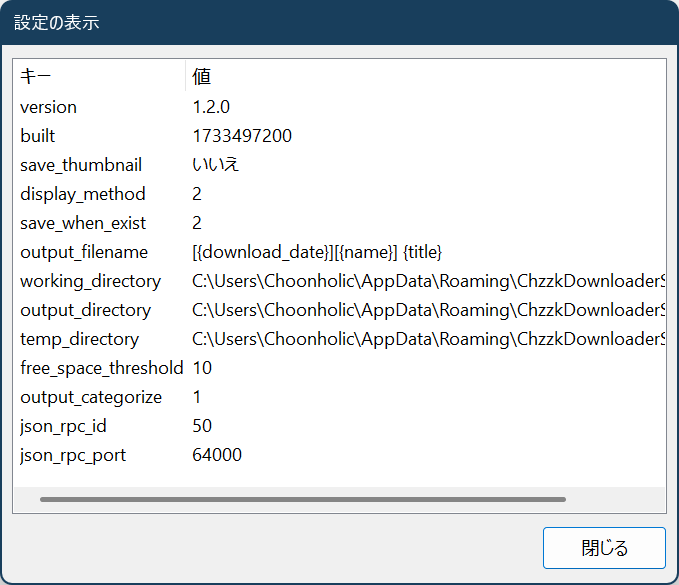 設定の表示
キー 値
version 1.2.0
built 1733497200
save_thumbnail いいえ
display_method 2
save_when_exist 2
output_filename [{download_date}][{name}] {title}
working_directory C:\Users\Choonholic\AppData\Roaming\ChzzkDownloaderS
output_directory C:\Users\Choonholic\AppData\Roaming\ChzzkDownloaderS
temp_directory C:\Users\Choonholic\AppData\Roaming\ChzzkDownloaderS
free_space_threshold 10
output_categorize 1
json_rpc_id 50
json_rpc_port 64000
閉じる